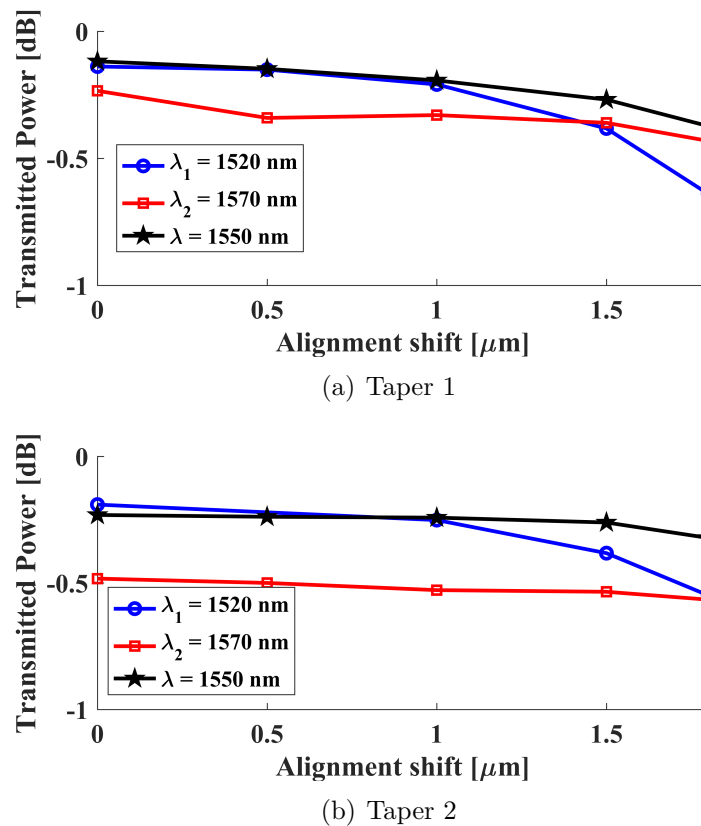 0
-0.5
-1
Transmitted Power [dB]
λ1 = 1520 nm
λ2 = 1570 nm
λ = 1550 nm
0 0.5 1 1.5
Alignment shift [μm]
(a) Taper 1
0
-0.5
-1
Transmitted Power [dB]
λ1 = 1520 nm
λ2 = 1570 nm
λ = 1550 nm
0 0.5 1 1.5
Alignment shift [μm]
(b) Taper 2